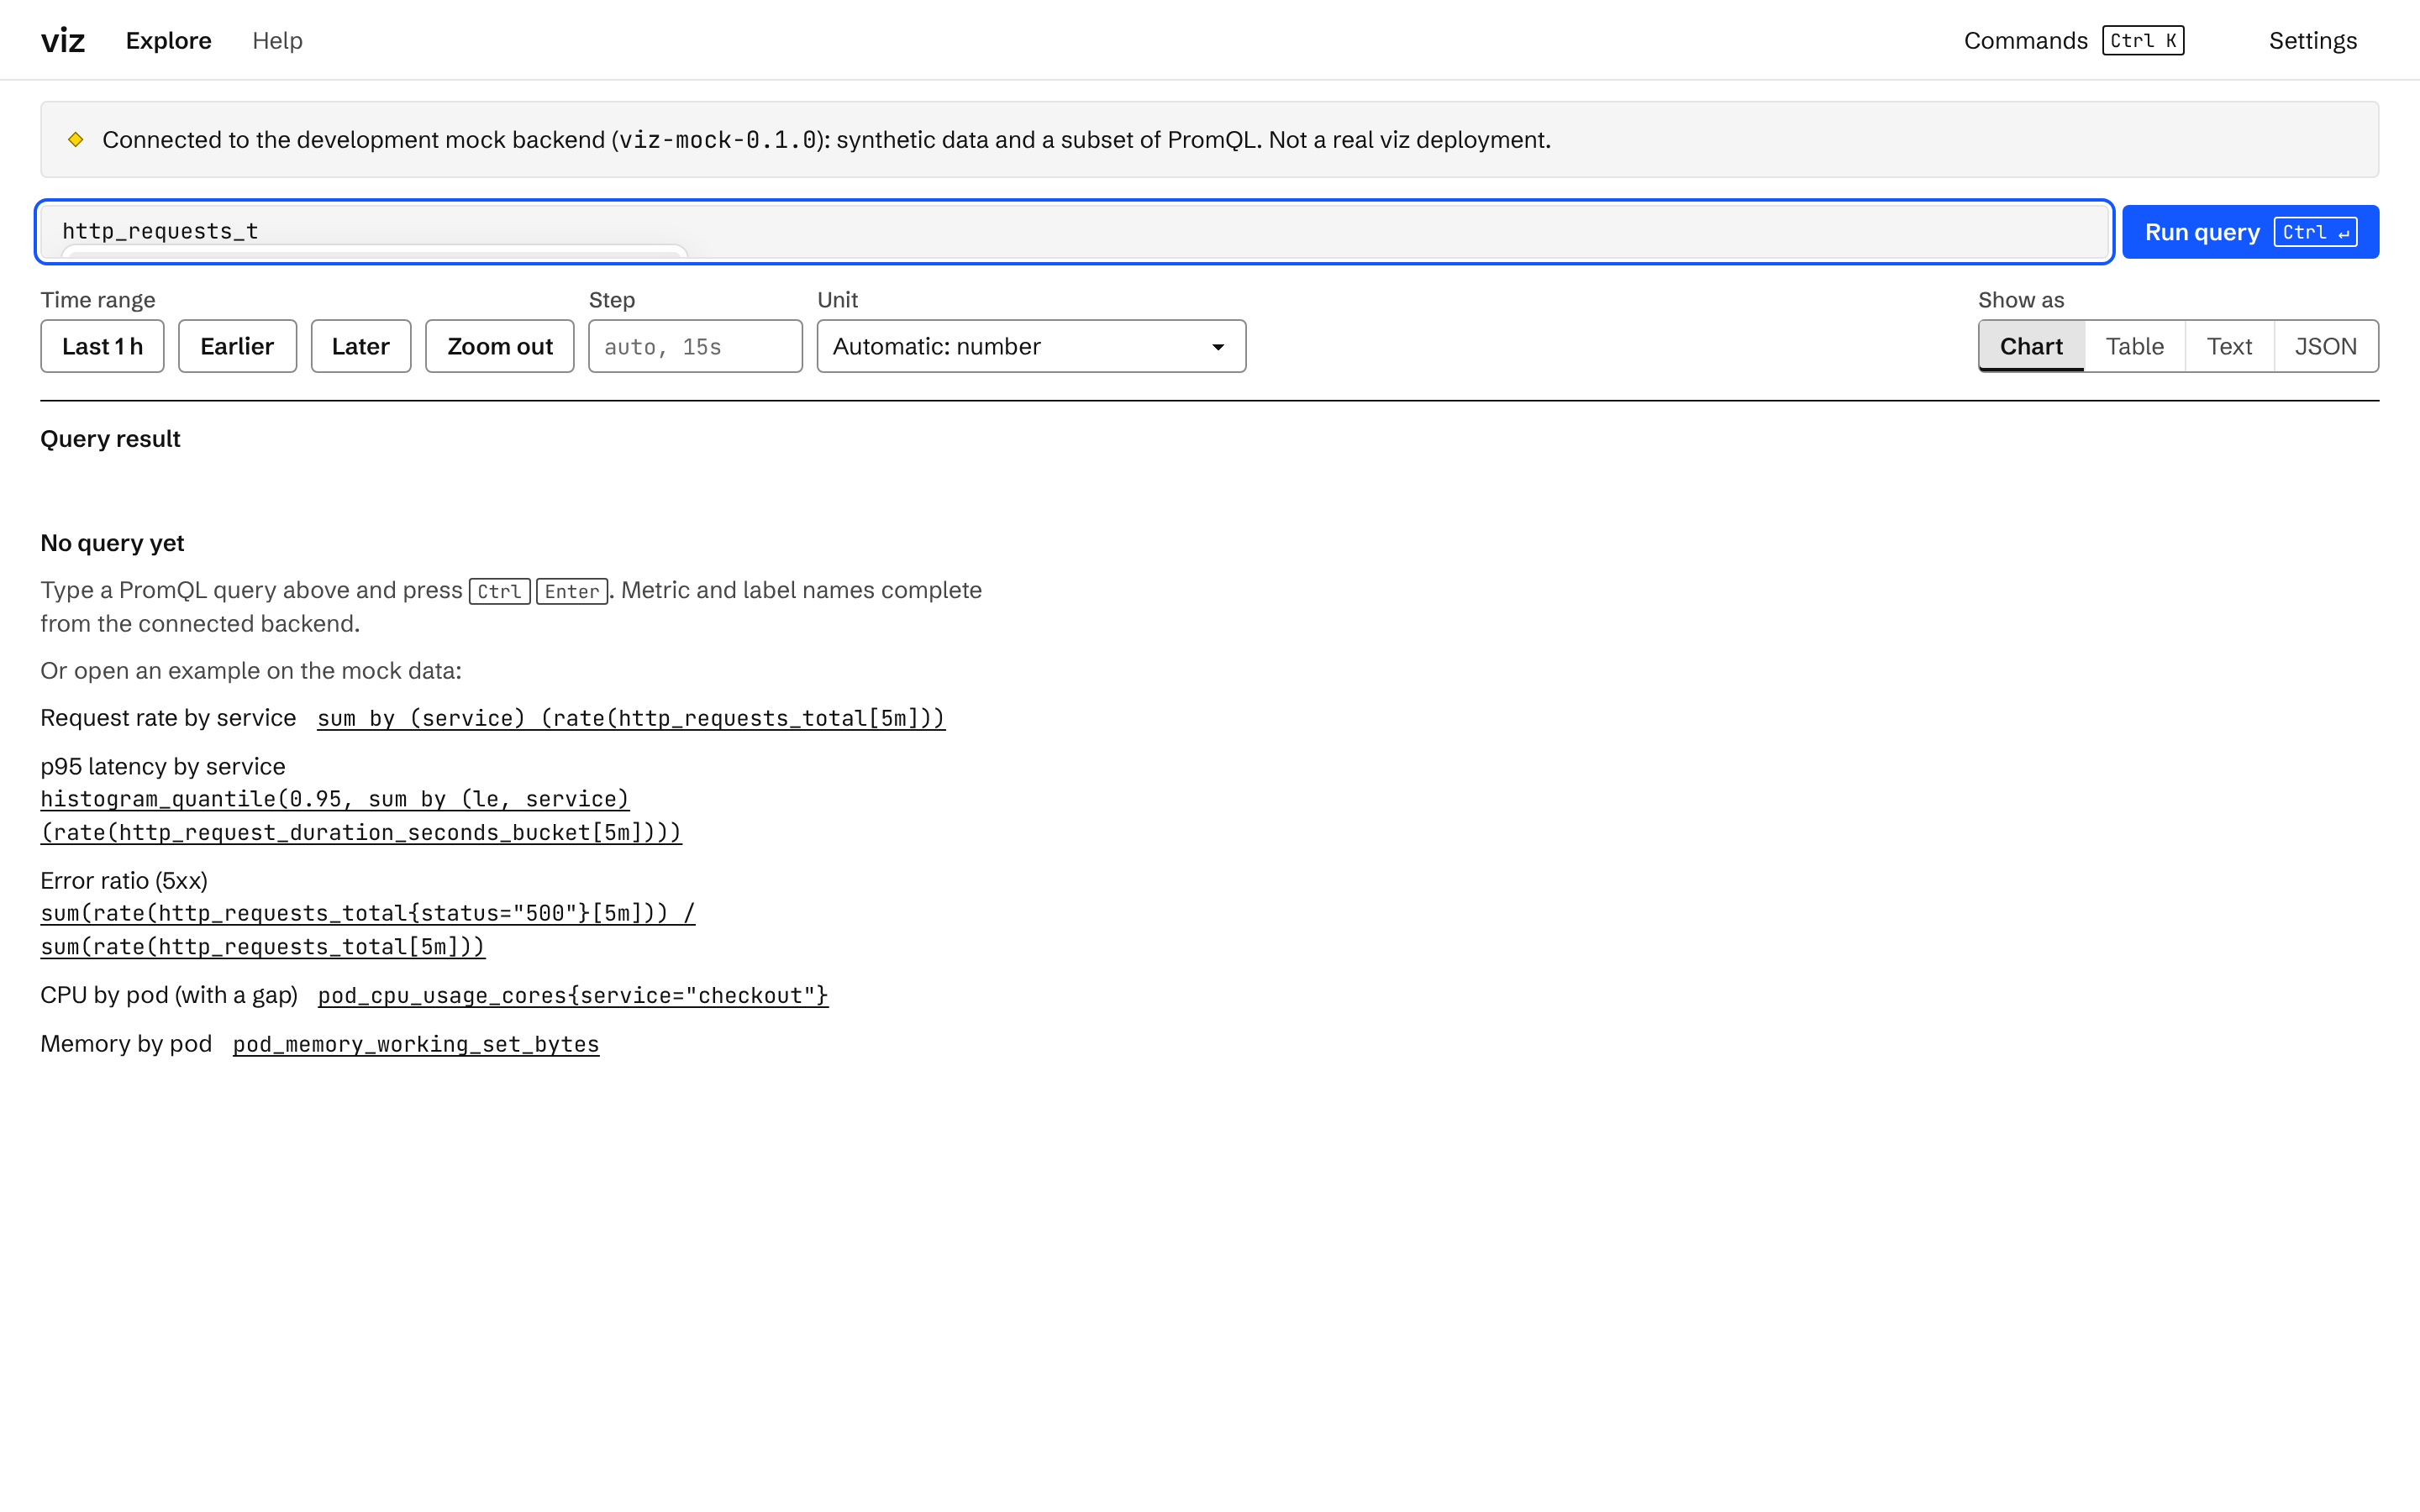 viz Explore Help Commands Ctrl K Settings
Connected to the development mock backend (viz-mock-0.1.0): synthetic data and a subset of PromQL. Not a real viz deployment.
http_requests_t Run query Ctrl ↵
Time range Step Unit Show as
Last 1 h Earlier Later Zoom out auto, 15s Automatic: number Chart Table Text JSON
Query result
No query yet
Type a PromQL query above and press Ctrl Enter. Metric and label names complete
from the connected backend.
Or open an example on the mock data:
Request rate by service sum by (service) (rate(http_requests_total[5m]))
p95 latency by service
histogram_quantile(0.95, sum by (le, service)
(rate(http_request_duration_seconds_bucket[5m])))
Error ratio (5xx)
sum(rate(http_requests_total{status="500"}[5m])) /
sum(rate(http_requests_total[5m]))
CPU by pod (with a gap) pod_cpu_usage_cores{service="checkout"}
Memory by pod pod_memory_working_set_bytes